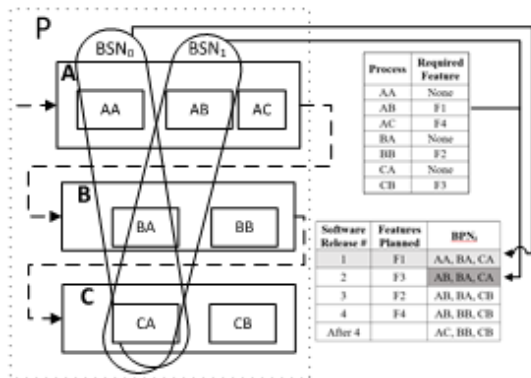 P
BSN0
BSN1
A
AA
AB
AC
B
BA
BB
C
CA
CB
Process Required Feature
AA None
AB F1
AC F4
BA None
BB F2
CA None
CB F3
Software Release # Features Planned BPNi
1 F1 AA, BA, CA
2 F3 AB, BA, CA
3 F2 AB, BA, CB
4 F4 AB, BB, CB
After 4 AC, BB, CB